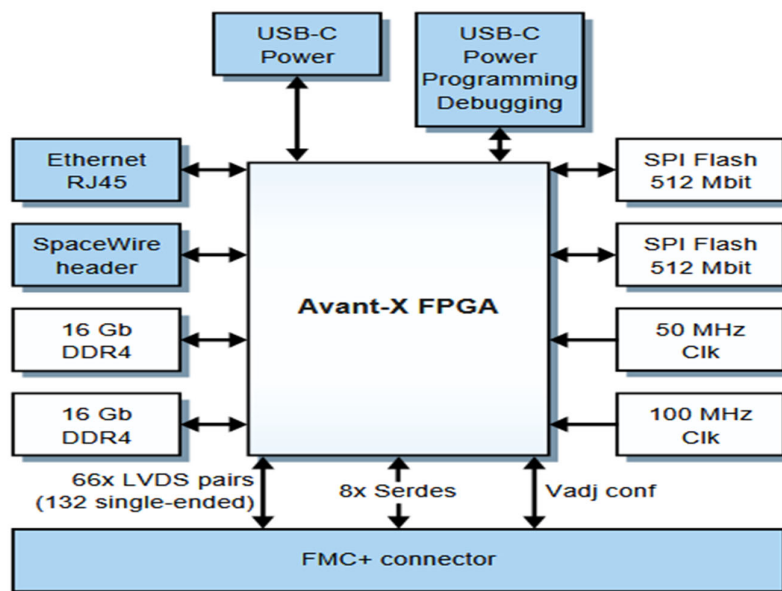 USB-C
Power
USB-C
Power
Programming
Debugging
Ethernet
RJ45
SPI Flash
512 Mbit
SpaceWire
header
SPI Flash
512 Mbit
Avant-X FPGA
16 Gb
DDR4
50 MHz
Clk
16 Gb
DDR4
100 MHz
Clk
66x LVDS pairs
(132 single-ended)
8x Serdes
Vadj conf
FMC+ connector